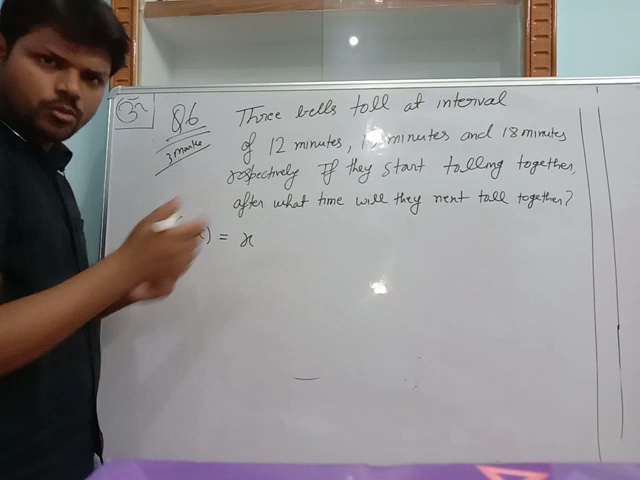 ॐ
Q6
3 marks
Three bells toll at interval
of 12 minutes, minutes and 18 minutes
respectively If they start tolling together,
after what time will they next toll together?
) = x